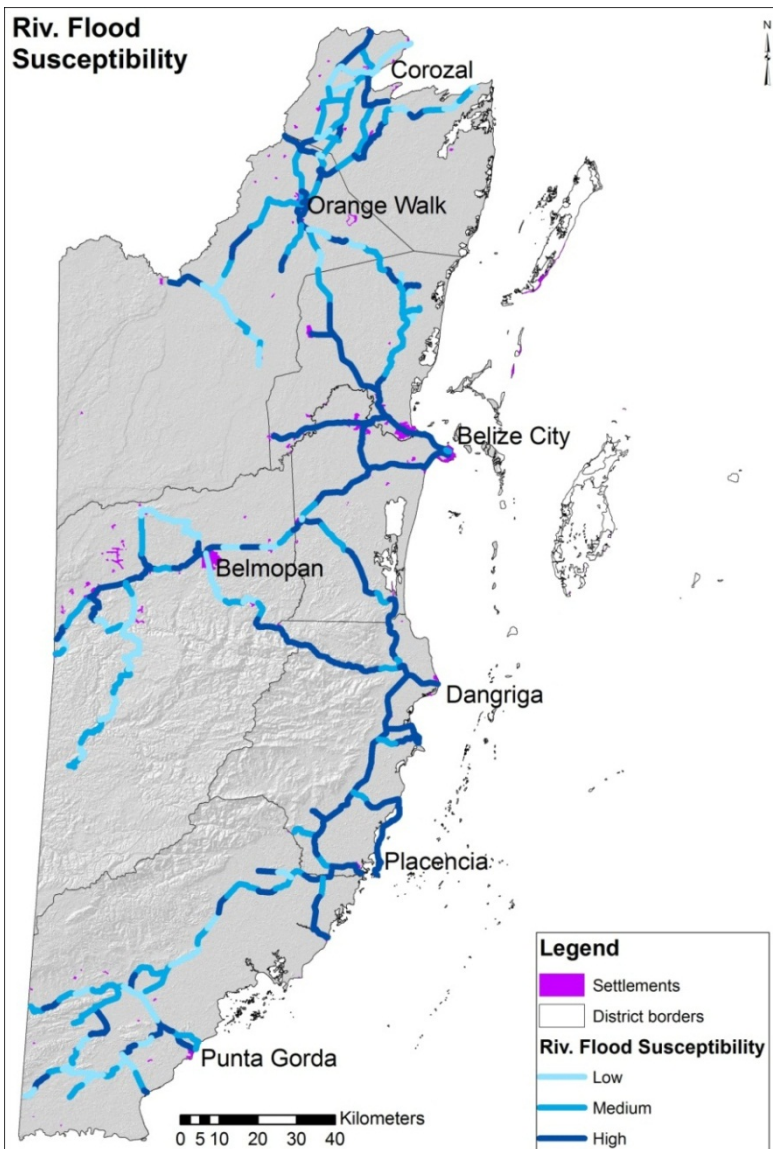 Riv. Flood
Susceptibility
N
Corozal
Orange Walk
Belize City
Belmopan
Dangriga
Placencia
Punta Gorda
Kilometers
0 5 10 20 30 40
Legend
Settlements
District borders
Riv. Flood Susceptibility
Low
Medium
High